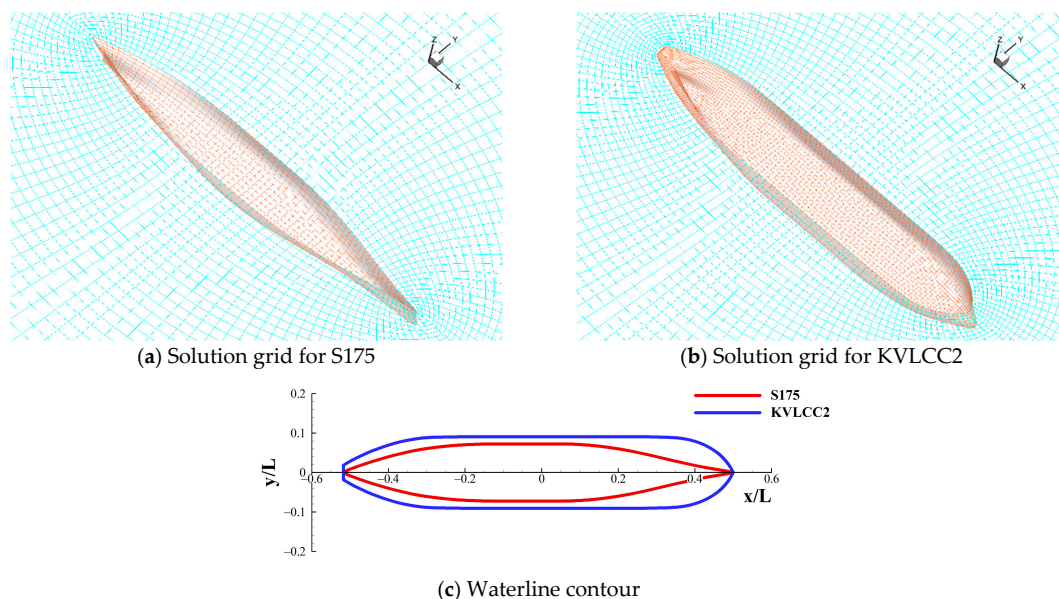 Z Y
X
Z Y
X
(a) Solution grid for S175
(b) Solution grid for KVLCC2
0.2
S175
KVLCC2
0.1
y/L
0
−0.6 −0.4 −0.2 0 0.2 0.4 0.6
x/L
−0.1
−0.2
(c) Waterline contour